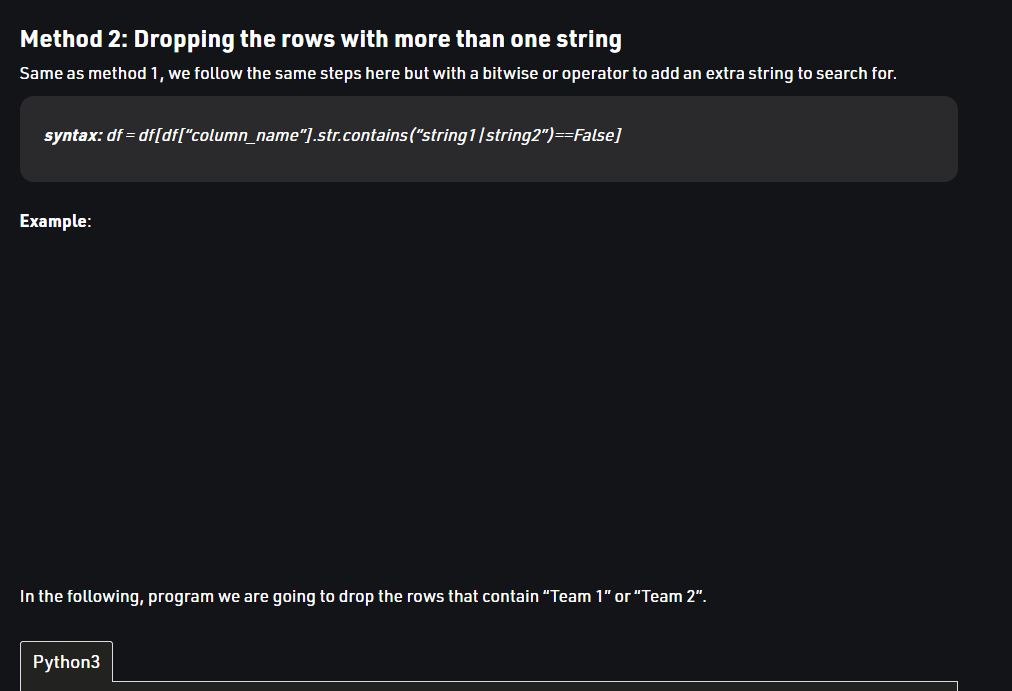 Method 2: Dropping the rows with more than one string
Same as method 1, we follow the same steps here but with a bitwise or operator to add an extra string to search for.
syntax: df = df[df[“column_name”].str.contains(“string1|string2”)==False]
Example:
In the following, program we are going to drop the rows that contain “Team 1” or “Team 2”.
Python3